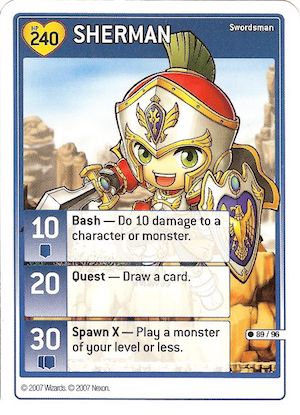 HP
240
SHERMAN
Swordsman
10
Bash — Do 10 damage to a
character or monster.
20
Quest — Draw a card.
30
Spawn X — Play a monster
of your level or less.
89 / 96
© 2007 Wizards. © 2007 Nexon.